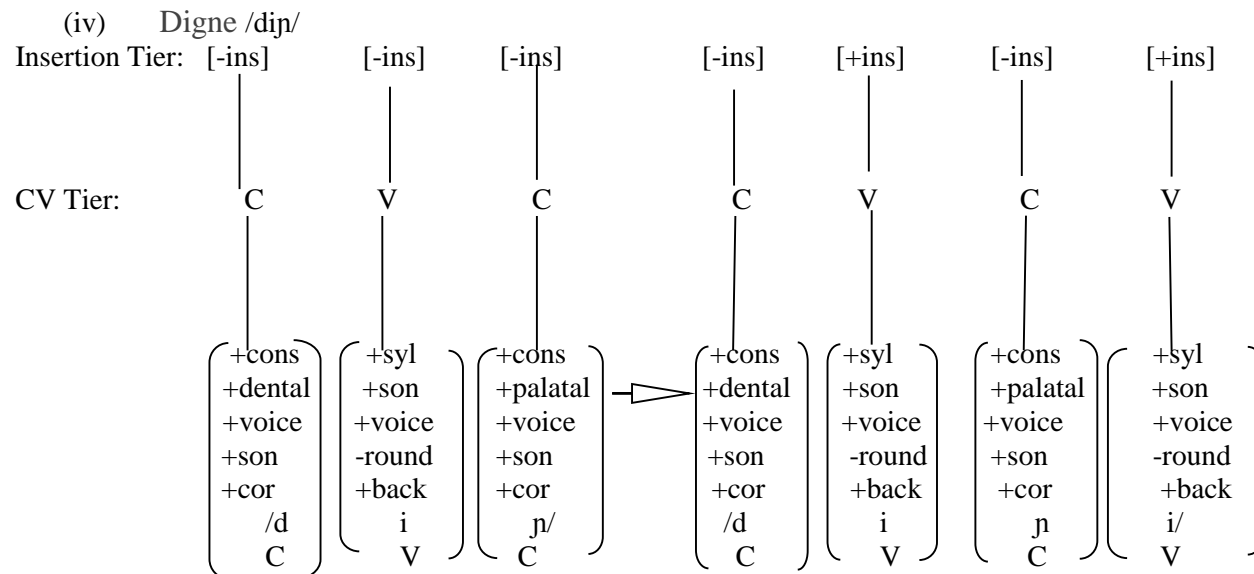 (iv) Digne /diɲ/
Insertion Tier: [-ins] [-ins] [-ins] [-ins] [+ins] [-ins] [+ins]
CV Tier: C V C C V C V
+cons +syl +cons +cons +syl +cons +syl
+dental +son +palatal +dental +son +palatal +son
+voice +voice +voice +voice +voice +voice +voice
+son -round +son +son -round +son -round
+cor +back +cor +cor +back +cor +back
/d i ɲ/ /d i ɲ i/
C V C C V C V